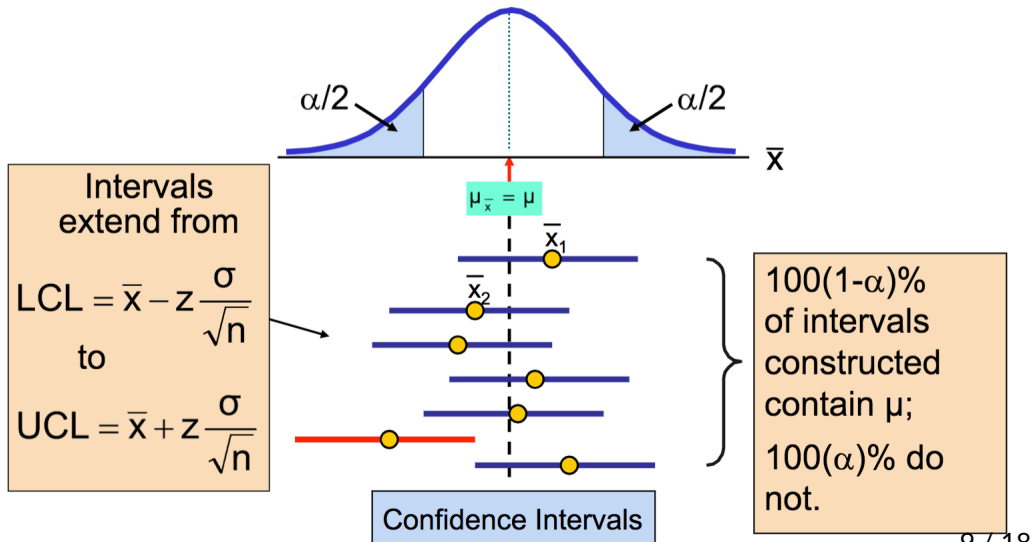 α/2
α/2
x̄
μx̄ = μ
Intervals
extend from
LCL = x̄ − z σ/√n
to
UCL = x̄ + z σ/√n
x̄1
x̄2
100(1-α)%
of intervals
constructed
contain μ;
100(α)% do
not.
Confidence Intervals